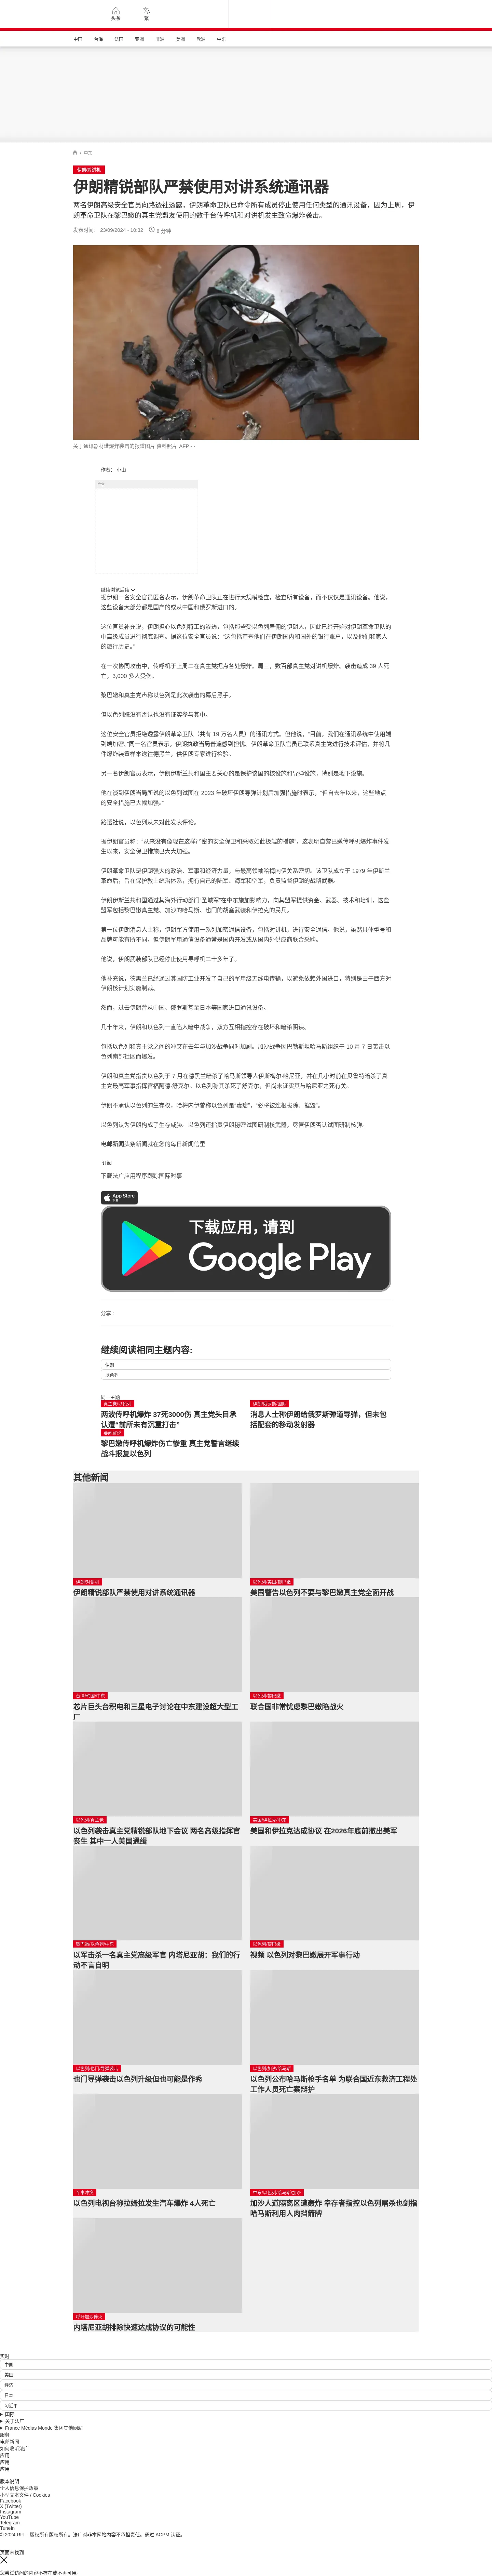 头条
繁
中国
台湾
法国
亚洲
非洲
美洲
欧洲
中东
/ 中东
伊朗/对讲机
伊朗精锐部队严禁使用对讲系统通讯器
两名伊朗高级安全官员向路透社透露，伊朗革命卫队已命令所有成员停止使用任何类型的通讯设备，因为上周，伊
朗革命卫队在黎巴嫩的真主党盟友使用的数千台传呼机和对讲机发生致命爆炸袭击。
发表时间： 23/09/2024 - 10:32
8 分钟
关于通讯器材遭爆炸袭击的报道图片 资料照片 AFP - -
作者： 小山
广告
继续浏览后续
据伊朗一名安全官员匿名表示，伊朗革命卫队正在进行大规模检查，检查所有设备，而不仅仅是通讯设备。他说，
这些设备大部分都是国产的或从中国和俄罗斯进口的。
这位官员补充说，伊朗担心以色列特工的渗透，包括那些受以色列雇佣的伊朗人，因此已经开始对伊朗革命卫队的
中高级成员进行彻底调查。据这位安全官员说：“这包括审查他们在伊朗国内和国外的银行账户，以及他们和家人
的旅行历史。”
在一次协同攻击中，传呼机于上周二在真主党据点各处爆炸。周三，数百部真主党对讲机爆炸。袭击造成 39 人死
亡，3,000 多人受伤。
黎巴嫩和真主党声称以色列是此次袭击的幕后黑手。
但以色列既没有否认也没有证实参与其中。
这位安全官员拒绝透露伊朗革命卫队（共有 19 万名人员）的通讯方式。但他说，“目前，我们在通讯系统中使用端
到端加密。”同一名官员表示，伊朗执政当局普遍感到担忧。伊朗革命卫队官员已联系真主党进行技术评估，并将几
件爆炸装置样本送往德黑兰，供伊朗专家进行检验。
另一名伊朗官员表示，伊朗伊斯兰共和国主要关心的是保护该国的核设施和导弹设施，特别是地下设施。
他在谈到伊朗当局所说的以色列试图在 2023 年破坏伊朗导弹计划后加强措施时表示，“但自去年以来，这些地点
的安全措施已大幅加强。”
路透社说，以色列从未对此发表评论。
据伊朗官员称：“从来没有像现在这样严密的安全保卫和采取如此极端的措施”，这表明自黎巴嫩传呼机爆炸事件发
生以来，安全保卫措施已大大加强。
伊朗革命卫队是伊朗强大的政治、军事和经济力量，与最高领袖哈梅内伊关系密切。该卫队成立于 1979 年伊斯兰
革命后，旨在保护教士统治体系，拥有自己的陆军、海军和空军，负责监督伊朗的战略武器。
伊朗伊斯兰共和国通过其海外行动部门“圣城军”在中东施加影响力，向其盟军提供资金、武器、技术和培训，这些
盟军包括黎巴嫩真主党、加沙的哈马斯、也门的胡塞武装和伊拉克的民兵。
第一位伊朗消息人士称，伊朗军方使用一系列加密通信设备，包括对讲机，进行安全通信。他说，虽然具体型号和
品牌可能有所不同，但伊朗军用通信设备通常是国内开发或从国内外供应商联合采购。
他说，伊朗武装部队已经停止使用寻呼机二十多年了。
他补充说，德黑兰已经通过其国防工业开发了自己的军用级无线电传输，以避免依赖外国进口，特别是由于西方对
伊朗核计划实施制裁。
然而，过去伊朗曾从中国、俄罗斯甚至日本等国家进口通讯设备。
几十年来，伊朗和以色列一直陷入暗中战争，双方互相指控存在破坏和暗杀阴谋。
包括以色列和真主党之间的冲突在去年与加沙战争同时加剧。加沙战争因巴勒斯坦哈马斯组织于 10 月 7 日袭击以
色列南部社区而爆发。
伊朗和真主党指责以色列于 7 月在德黑兰暗杀了哈马斯领导人伊斯梅尔·哈尼亚，并在几小时前在贝鲁特暗杀了真
主党最高军事指挥官福阿德·舒克尔。以色列称其杀死了舒克尔，但尚未证实其与哈尼亚之死有关。
伊朗不承认以色列的生存权。哈梅内伊曾称以色列是“毒瘤”，“必将被连根拔除、摧毁”。
以色列认为伊朗构成了生存威胁。以色列还指责伊朗秘密试图研制核武器，尽管伊朗否认试图研制核弹。
电邮新闻头条新闻就在您的每日新闻信里
订阅
下载法广应用程序跟踪国际时事
App Store
下载
下载应用，请到
Google Play
分享 :
继续阅读相同主题内容:
伊朗
以色列
同一主题
真主党/以色列
两波传呼机爆炸 37死3000伤 真主党头目承
认遭“前所未有沉重打击”
伊朗/俄罗斯/国际
消息人士称伊朗给俄罗斯弹道导弹，但未包
括配套的移动发射器
要闻解说
黎巴嫩传呼机爆炸伤亡惨重 真主党誓言继续
战斗报复以色列
其他新闻
伊朗/对讲机
伊朗精锐部队严禁使用对讲系统通讯器
以色列/美国/黎巴嫩
美国警告以色列不要与黎巴嫩真主党全面开战
台湾/韩国/中东
芯片巨头台积电和三星电子讨论在中东建设超大型工
厂
以色列/黎巴嫩
联合国非常忧虑黎巴嫩陷战火
以色列/真主党
以色列袭击真主党精锐部队地下会议 两名高级指挥官
丧生 其中一人美国通缉
美国/伊拉克/中东
美国和伊拉克达成协议 在2026年底前撤出美军
黎巴嫩/以色列/中东
以军击杀一名真主党高级军官 内塔尼亚胡：我们的行
动不言自明
以色列/黎巴嫩
视频 以色列对黎巴嫩展开军事行动
以色列/也门/导弹袭击
也门导弹袭击以色列升级但也可能是作秀
以色列/加沙/哈马斯
以色列公布哈马斯枪手名单 为联合国近东救济工程处
工作人员死亡案辩护
军事冲突
以色列电视台称拉姆拉发生汽车爆炸 4人死亡
中东/以色列/哈马斯/加沙
加沙人道隔离区遭轰炸 幸存者指控以色列屠杀也剑指
哈马斯利用人肉挡箭牌
呼吁加沙停火
内塔尼亚胡排除快速达成协议的可能性
实时
中国
美国
经济
日本
习近平
国际
关于法广
France Médias Monde 集团其他网站
服务
电邮新闻
如何收听法广
应用
应用
应用
版本说明
个人信息保护政策
小型文本文件 / Cookies
Facebook
X (Twitter)
Instagram
YouTube
Telegram
TuneIn
© 2024 RFI – 版权所有版权所有。法广对非本网站内容不承担责任。通过 ACPM 认证。
页面未找到
您尝试访问的内容不存在或不再可用。